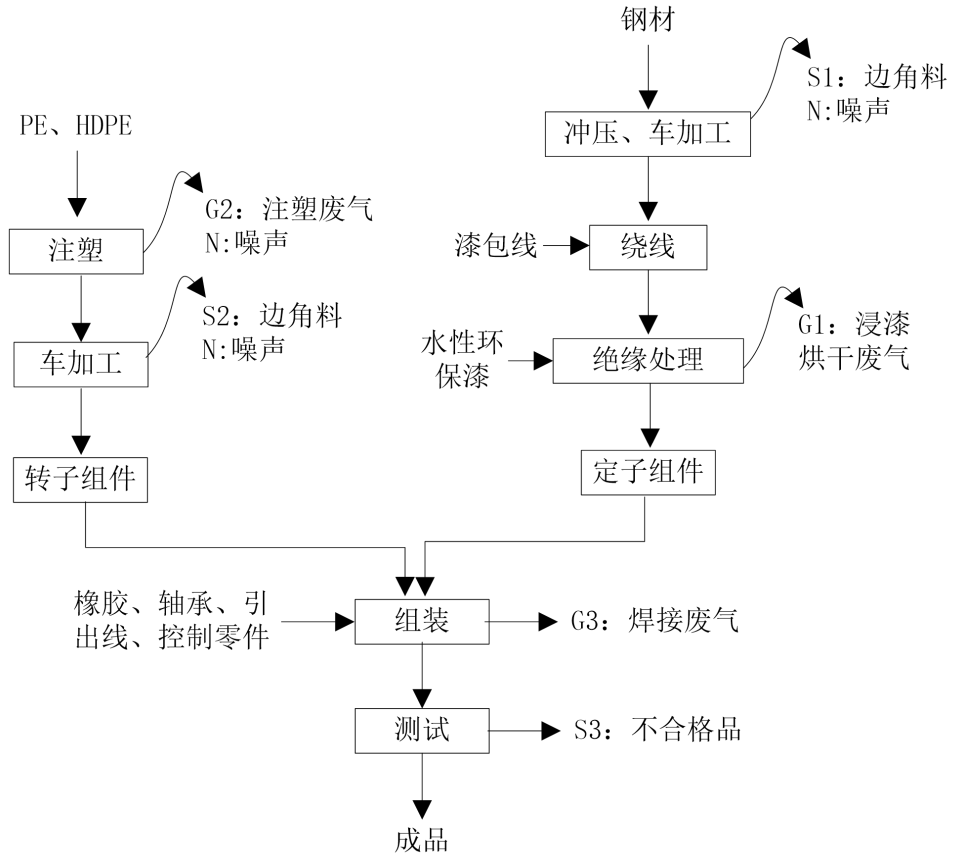 钢材
S1: 边角料
N:噪声
PE、HDPE
冲压、车加工
G2: 注塑废气
N:噪声
注塑
漆包线
绕线
S2: 边角料
N:噪声
G1: 浸漆
烘干废气
车加工
水性环
保漆
绝缘处理
转子组件
定子组件
橡胶、轴承、引
出线、控制零件
组装
G3: 焊接废气
测试
S3: 不合格品
成品